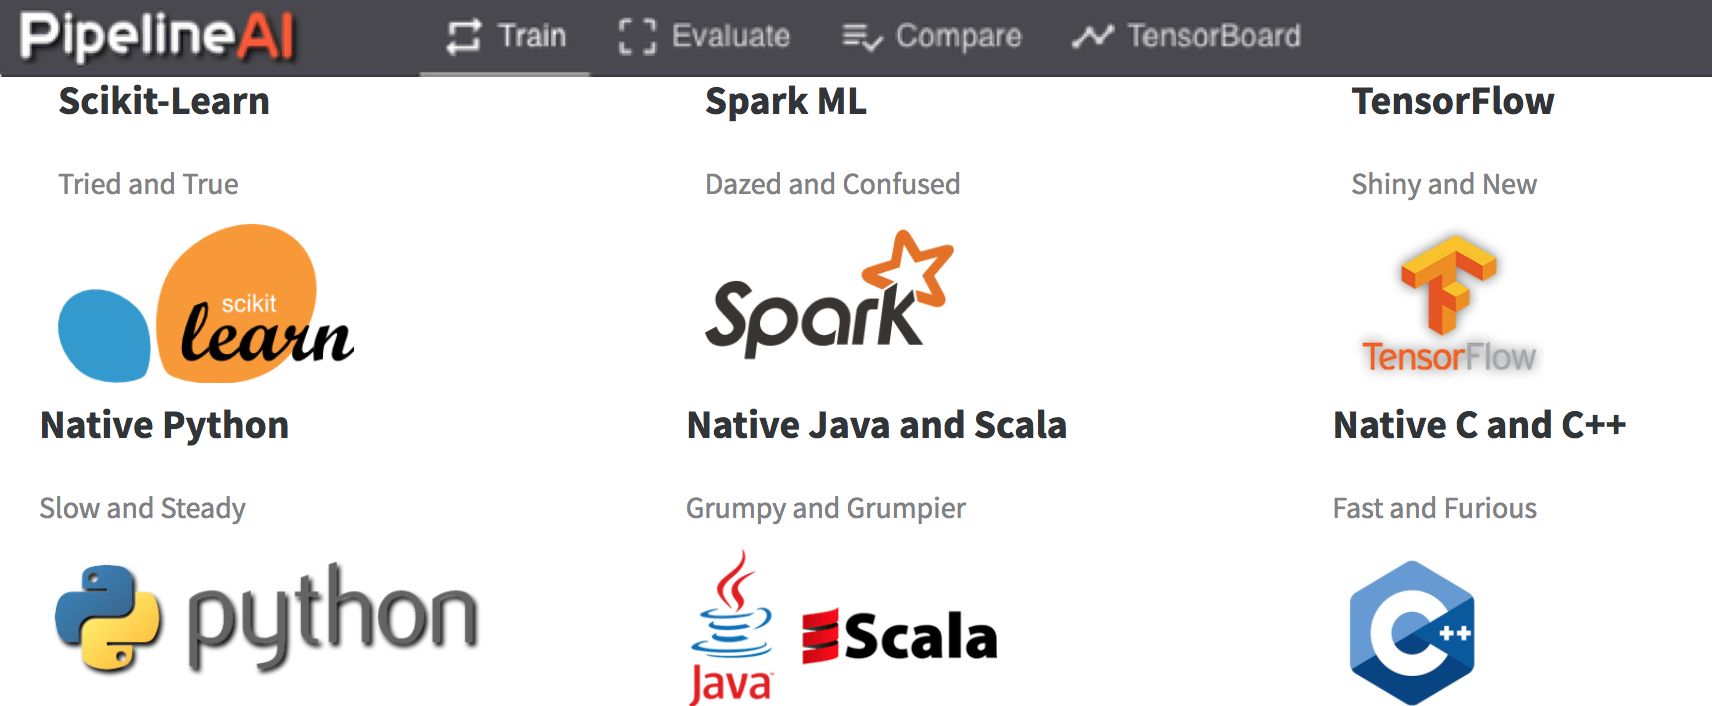 PipelineAI Train Evaluate Compare TensorBoard
Scikit-Learn Spark ML TensorFlow
Tried and True Dazed and Confused Shiny and New
scikit
learn
Spark
TensorFlow
Native Python Native Java and Scala Native C and C++
Slow and Steady Grumpy and Grumpier Fast and Furious
python
Java
Scala
C++